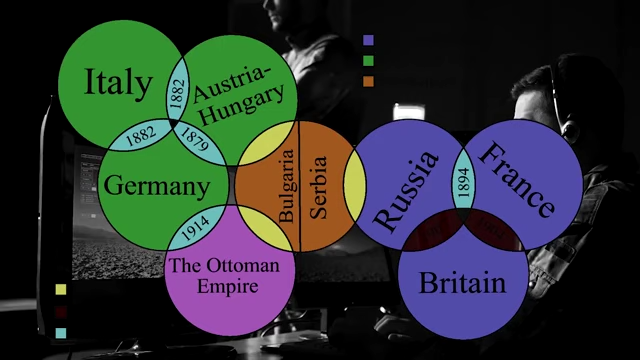 Italy
1882
Austria-
Hungary
1882
1879
Germany
Bulgaria
Serbia
Russia
1894
France
1914
The Ottoman
Empire
Britain